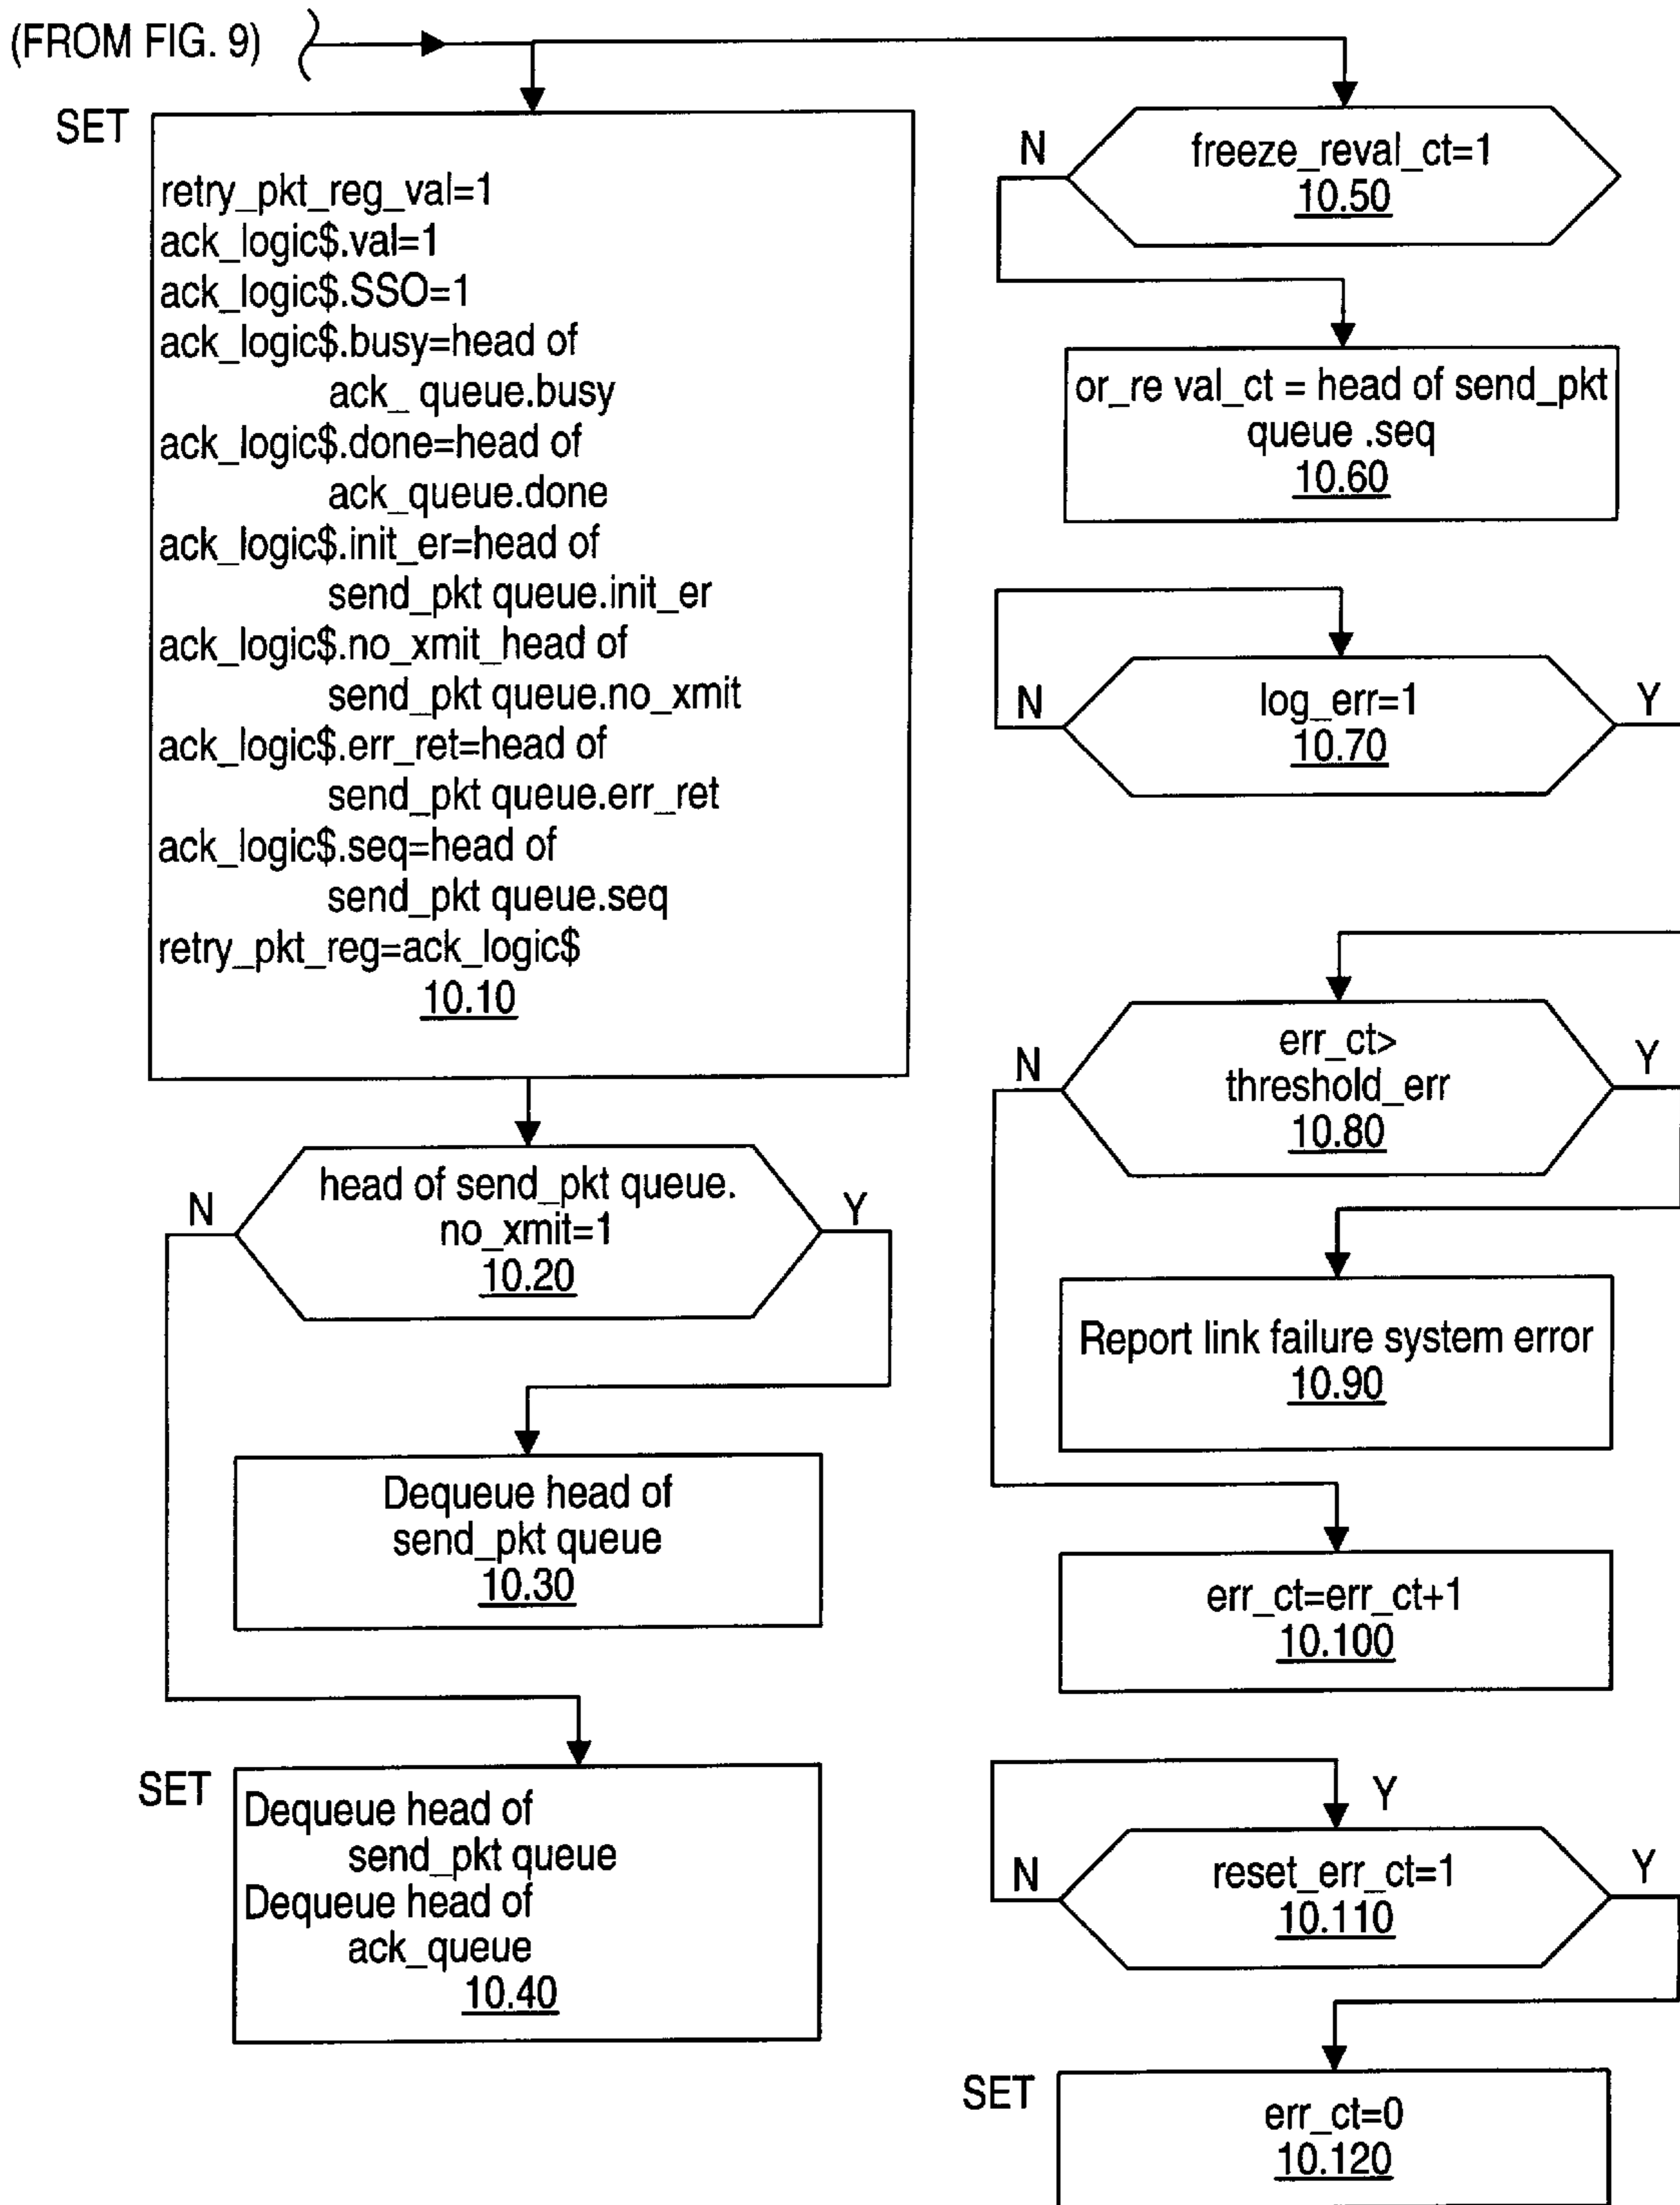 (FROM FIG. 9)
SET
retry_pkt_reg_val=1
ack_logic$.val=1
ack_logic$.SSO=1
ack_logic$.busy=head of
ack_ queue.busy
ack_logic$.done=head of
ack_queue.done
ack_logic$.init_er=head of
send_pkt queue.init_er
ack_logic$.no_xmit_head of
send_pkt queue.no_xmit
ack_logic$.err_ret=head of
send_pkt queue.err_ret
ack_logic$.seq=head of
send_pkt queue.seq
retry_pkt_reg=ack_logic$
10.10
N
head of send_pkt queue.
no_xmit=1
10.20
Y
Dequeue head of
send_pkt queue
10.30
SET
Dequeue head of
send_pkt queue
Dequeue head of
ack_queue
10.40
N
freeze_reval_ct=1
10.50
or_re val_ct = head of send_pkt
queue .seq
10.60
N
log_err=1
10.70
Y
N
err_ct>
threshold_err
10.80
Y
Report link failure system error
10.90
err_ct=err_ct+1
10.100
Y
N
reset_err_ct=1
10.110
Y
SET
err_ct=0
10.120